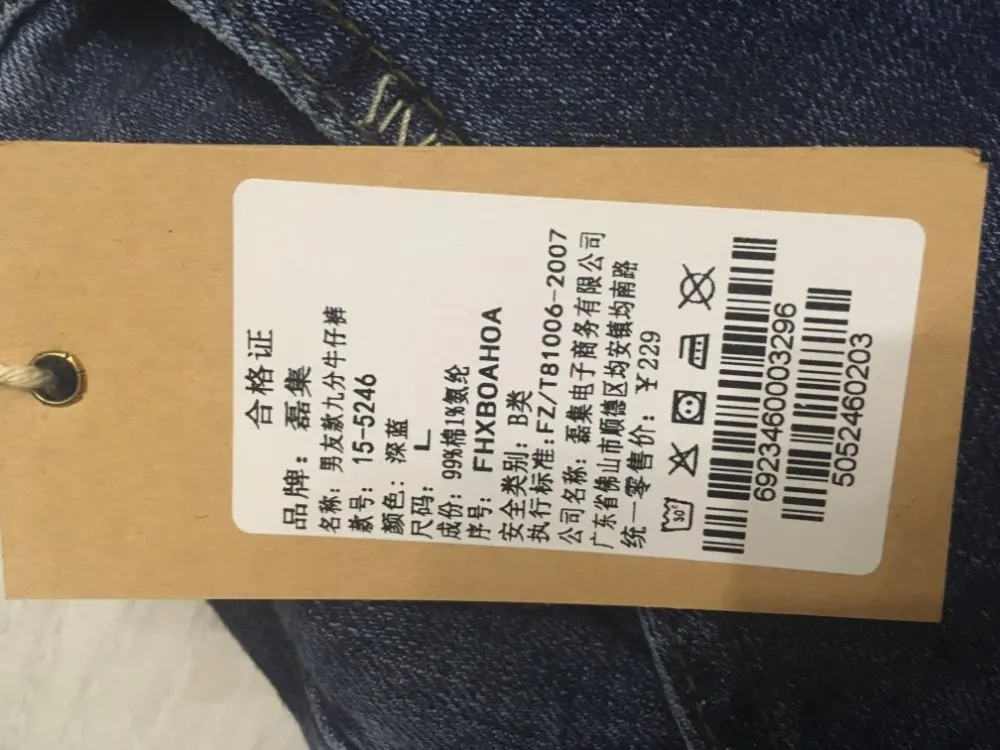 合格证
品牌：磊集
名称：男友款九分牛仔裤
款号：15-5246
颜色：深蓝
尺码：L
成份：99%棉1%氨纶
序号：FHXBOAHOA
安全类别：B类
执行标准:FZ/T81006-2007
公司名称：磊集电子商务有限公司
广东省佛山市顺德区均安镇均南路
统一零售价：￥229
30°
6923460003296
5052460203